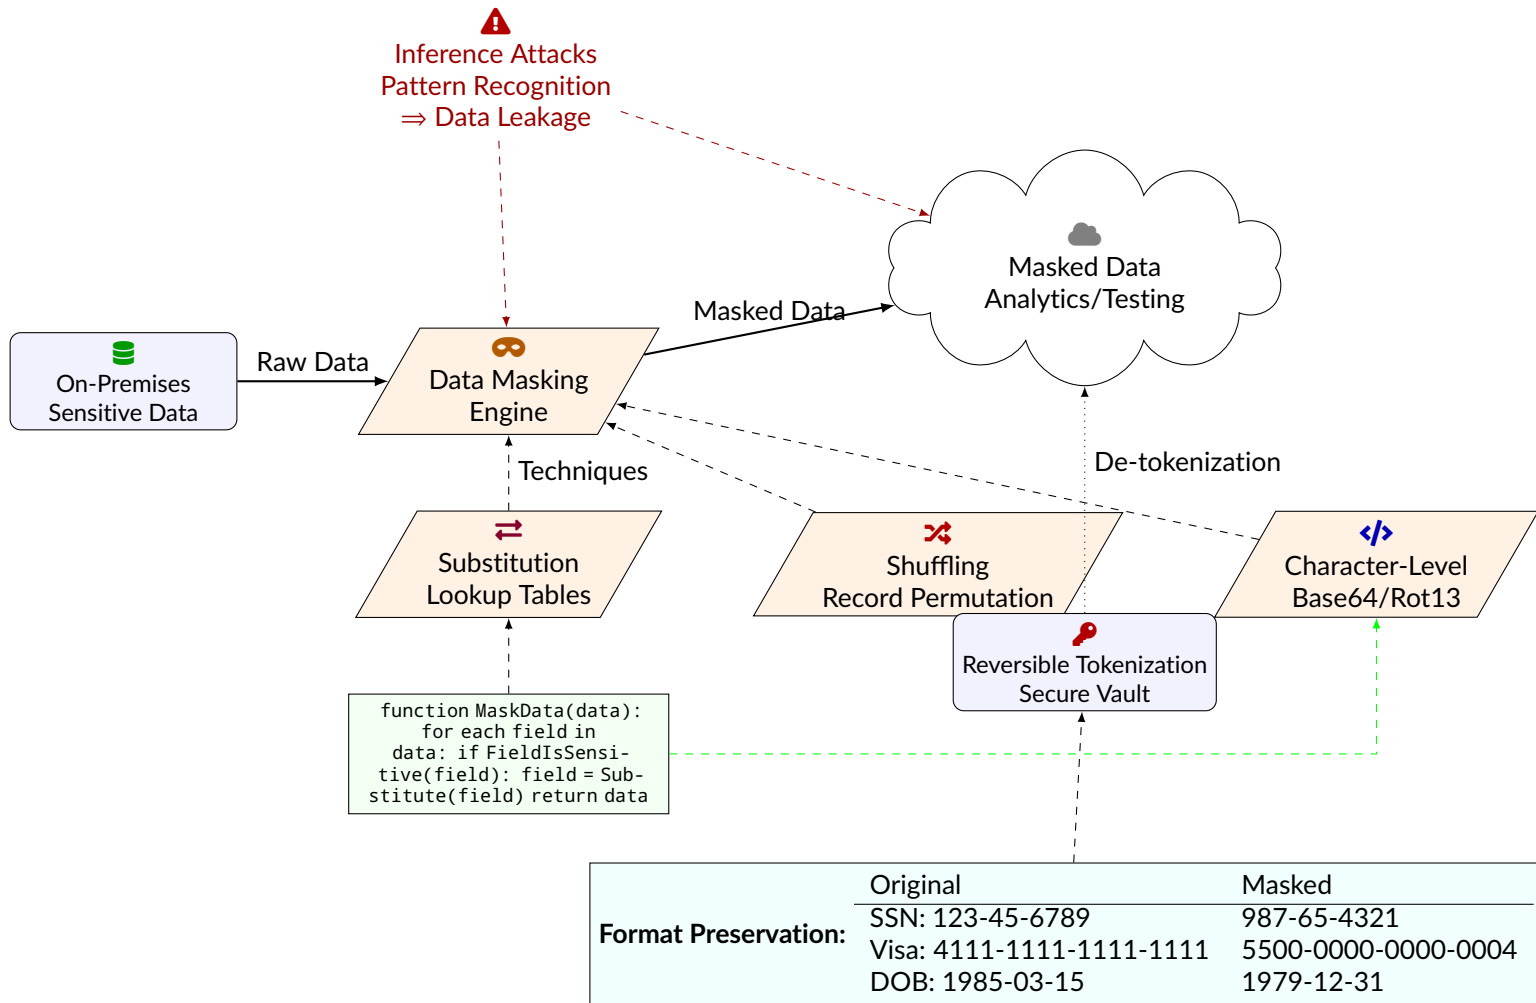 Inference Attacks
Pattern Recognition
⇒ Data Leakage
Masked Data
Analytics/Testing
Masked Data
On-Premises
Sensitive Data
Raw Data
Data Masking
Engine
Techniques
De-tokenization
Substitution
Lookup Tables
Shuffling
Record Permutation
Character-Level
Base64/Rot13
Reversible Tokenization
Secure Vault
function MaskData(data):
for each field in
data: if FieldIsSensi-
tive(field): field = Sub-
stitute(field) return data
Format Preservation:
Original Masked
SSN: 123-45-6789 987-65-4321
Visa: 4111-1111-1111-1111 5500-0000-0000-0004
DOB: 1985-03-15 1979-12-31